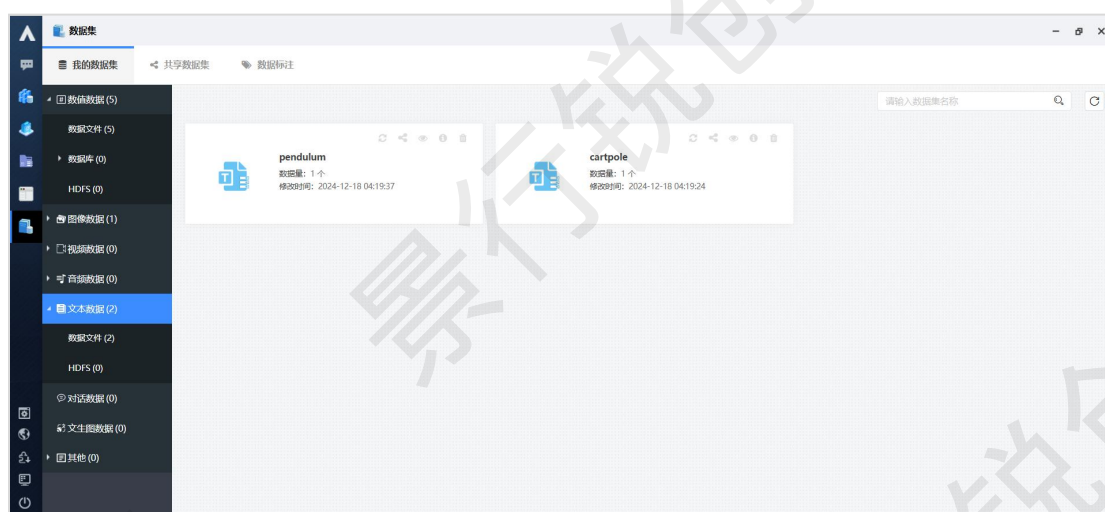 数据集
我的数据集
共享数据集
数据标注
数值数据 (5)
请输入数据集名称
数据文件 (5)
数据库 (0)
HDFS (0)
图像数据 (1)
视频数据 (0)
音频数据 (0)
文本数据 (2)
数据文件 (2)
HDFS (0)
对话数据 (0)
文生图数据 (0)
其他 (0)
pendulum
数据量: 1 个
修改时间: 2024-12-18 04:19:37
cartpole
数据量: 1 个
修改时间: 2024-12-18 04:19:24
景行锐创